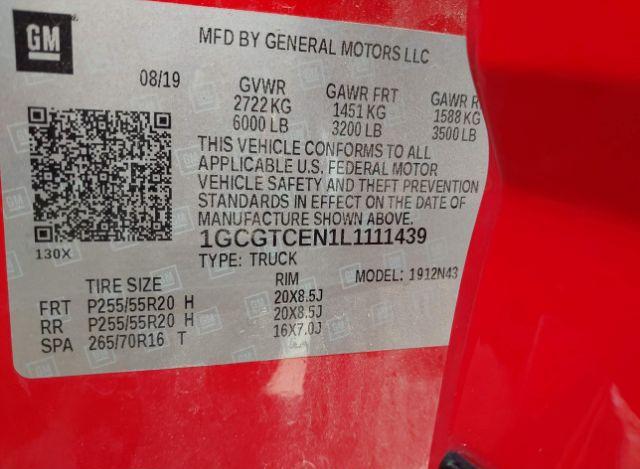 GM
MFD BY GENERAL MOTORS LLC
08/19
GVWR GAWR FRT GAWR R
2722 KG 1451 KG 1588 KG
6000 LB 3200 LB 3500 LB
THIS VEHICLE CONFORMS TO ALL
APPLICABLE U.S. FEDERAL MOTOR
VEHICLE SAFETY AND THEFT PREVENTION
STANDARDS IN EFFECT ON THE DATE OF
MANUFACTURE SHOWN ABOVE.
1GCGTCEN1L1111439
130X
TYPE: TRUCK
MODEL: 1912N43
TIRE SIZE RIM
FRT P255/55R20 H 20X8.5J
RR P255/55R20 H 20X8.5J
SPA 265/70R16 T 16X7.0J